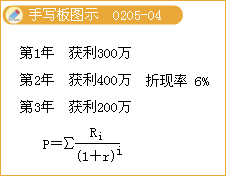 手写板图示 0205-04
第1年 获利300万
第2年 获利400万 折现率 6%
第3年 获利200万
P=∑ Ri / (1+r)^i